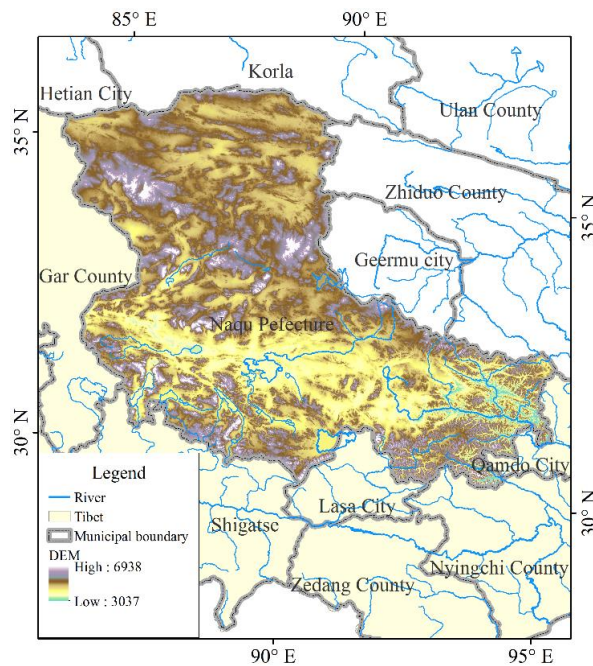 85° E
90° E
Korla
Hetian City
Ulan County
35° N
Zhiduo County
35° N
Geermu city
Gar County
Naqu Pefecture
30° N
Qamdo City
Legend
River
Tibet
Municipal boundary
DEM
High : 6938
Low : 3037
Lasa City
30° N
Shigatse
Nyingchi County
Zedang County
90° E
95° E